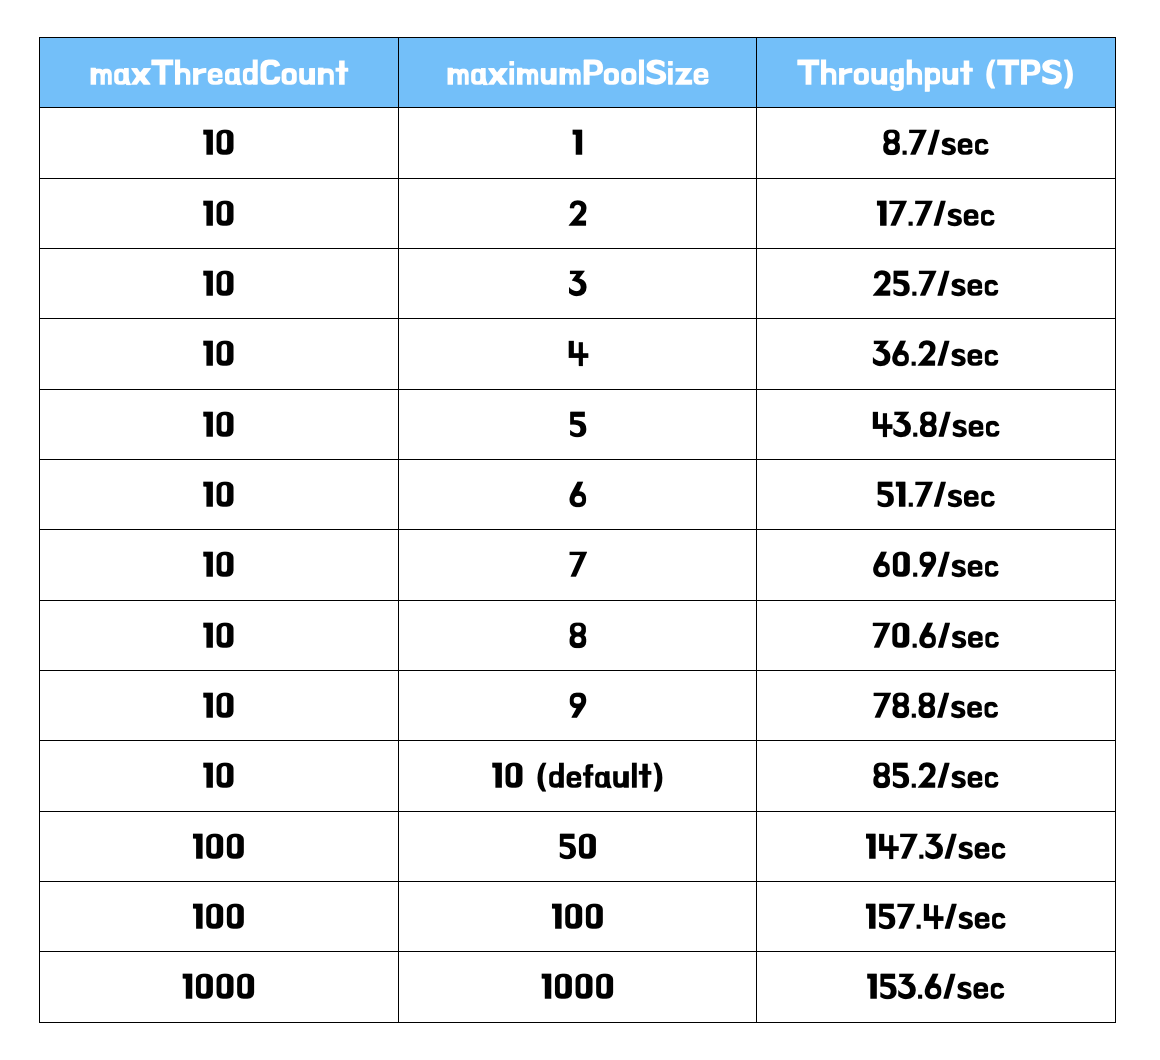 maxThreadCount maximumPoolSize Throughput (TPS)
10 1 8.7/sec
10 2 17.7/sec
10 3 25.7/sec
10 4 36.2/sec
10 5 43.8/sec
10 6 51.7/sec
10 7 60.9/sec
10 8 70.6/sec
10 9 78.8/sec
10 10 (default) 85.2/sec
100 50 147.3/sec
100 100 157.4/sec
1000 1000 153.6/sec